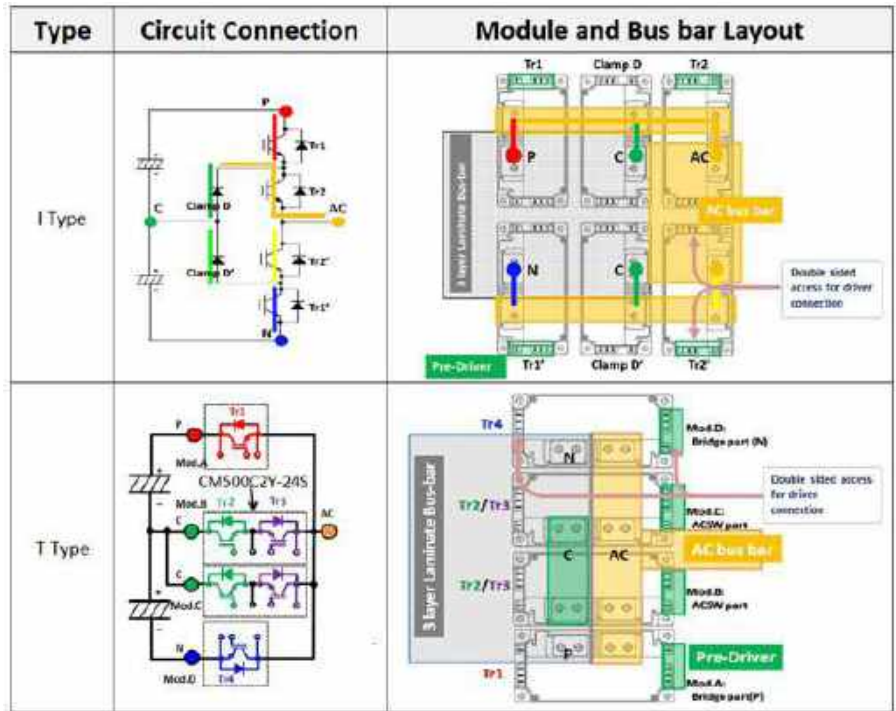 Type
Circuit Connection
Module and Bus bar Layout
I Type
P
Tr1
Tr2
C
Clamp D
AC
Clamp D'
Tr2'
Tr1'
N
Tr1
Clamp D
Tr2
3 layer Laminate Bus-bar
P
C
AC
AC bus bar
N
C
Double sided
access for driver
connection
Pre-Driver
Tr1'
Clamp D'
Tr2'
T Type
Tr1
P
Mod.A
CM500C2Y-24S
Mod.B
Tr2
Tr3
C
AC
C
Mod.C
N
Mod.D
Tr4
Tr4
3 layer Laminate Bus-bar
N
Mod.D:
Bridge part (N)
Double sided access
for driver
connection
Tr2/Tr3
Mod.C:
ACSW part
C
AC
AC bus bar
Tr2/Tr3
Mod.B:
ACSW part
P
Pre-Driver
Tr1
Mod.A:
Bridge part(P)